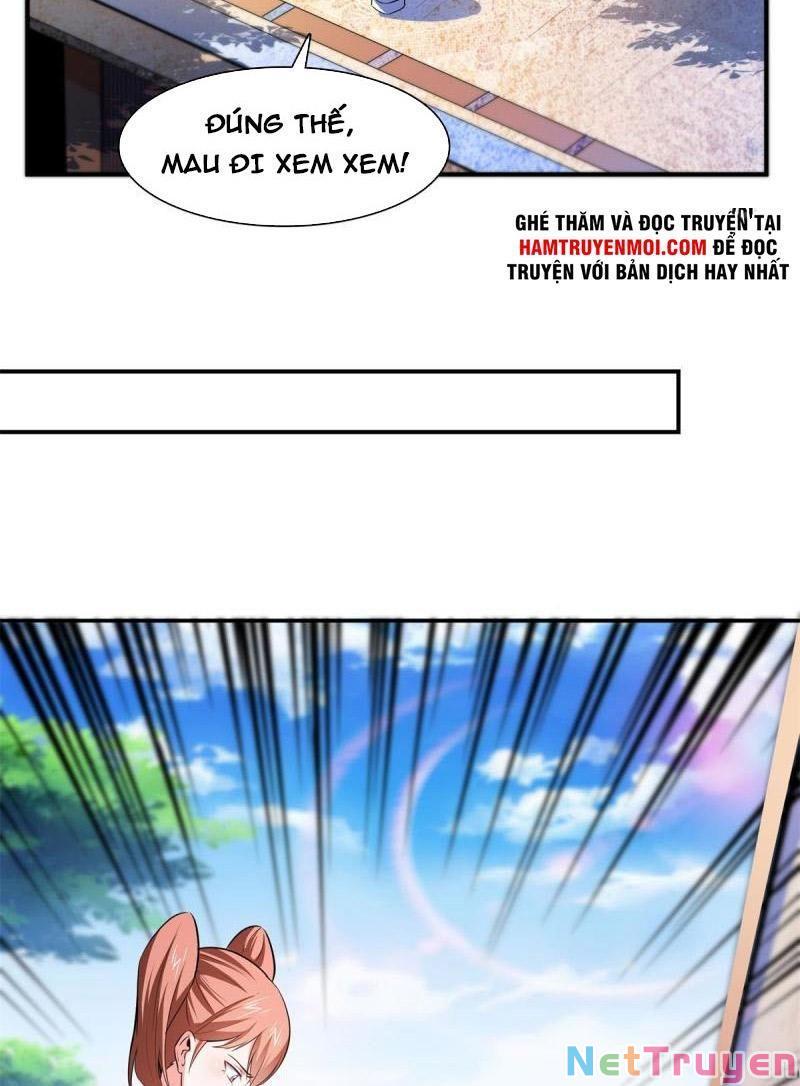 ĐÚNG THẾ,
MAU ĐI XEM XEM!
GHÉ THĂM VÀ ĐỌC TRUYỆN TẠI
HAMTRUYENMOI.COM ĐỂ ĐỌC
TRUYỆN VỚI BẢN DỊCH HAY NHẤT
NetTruyen